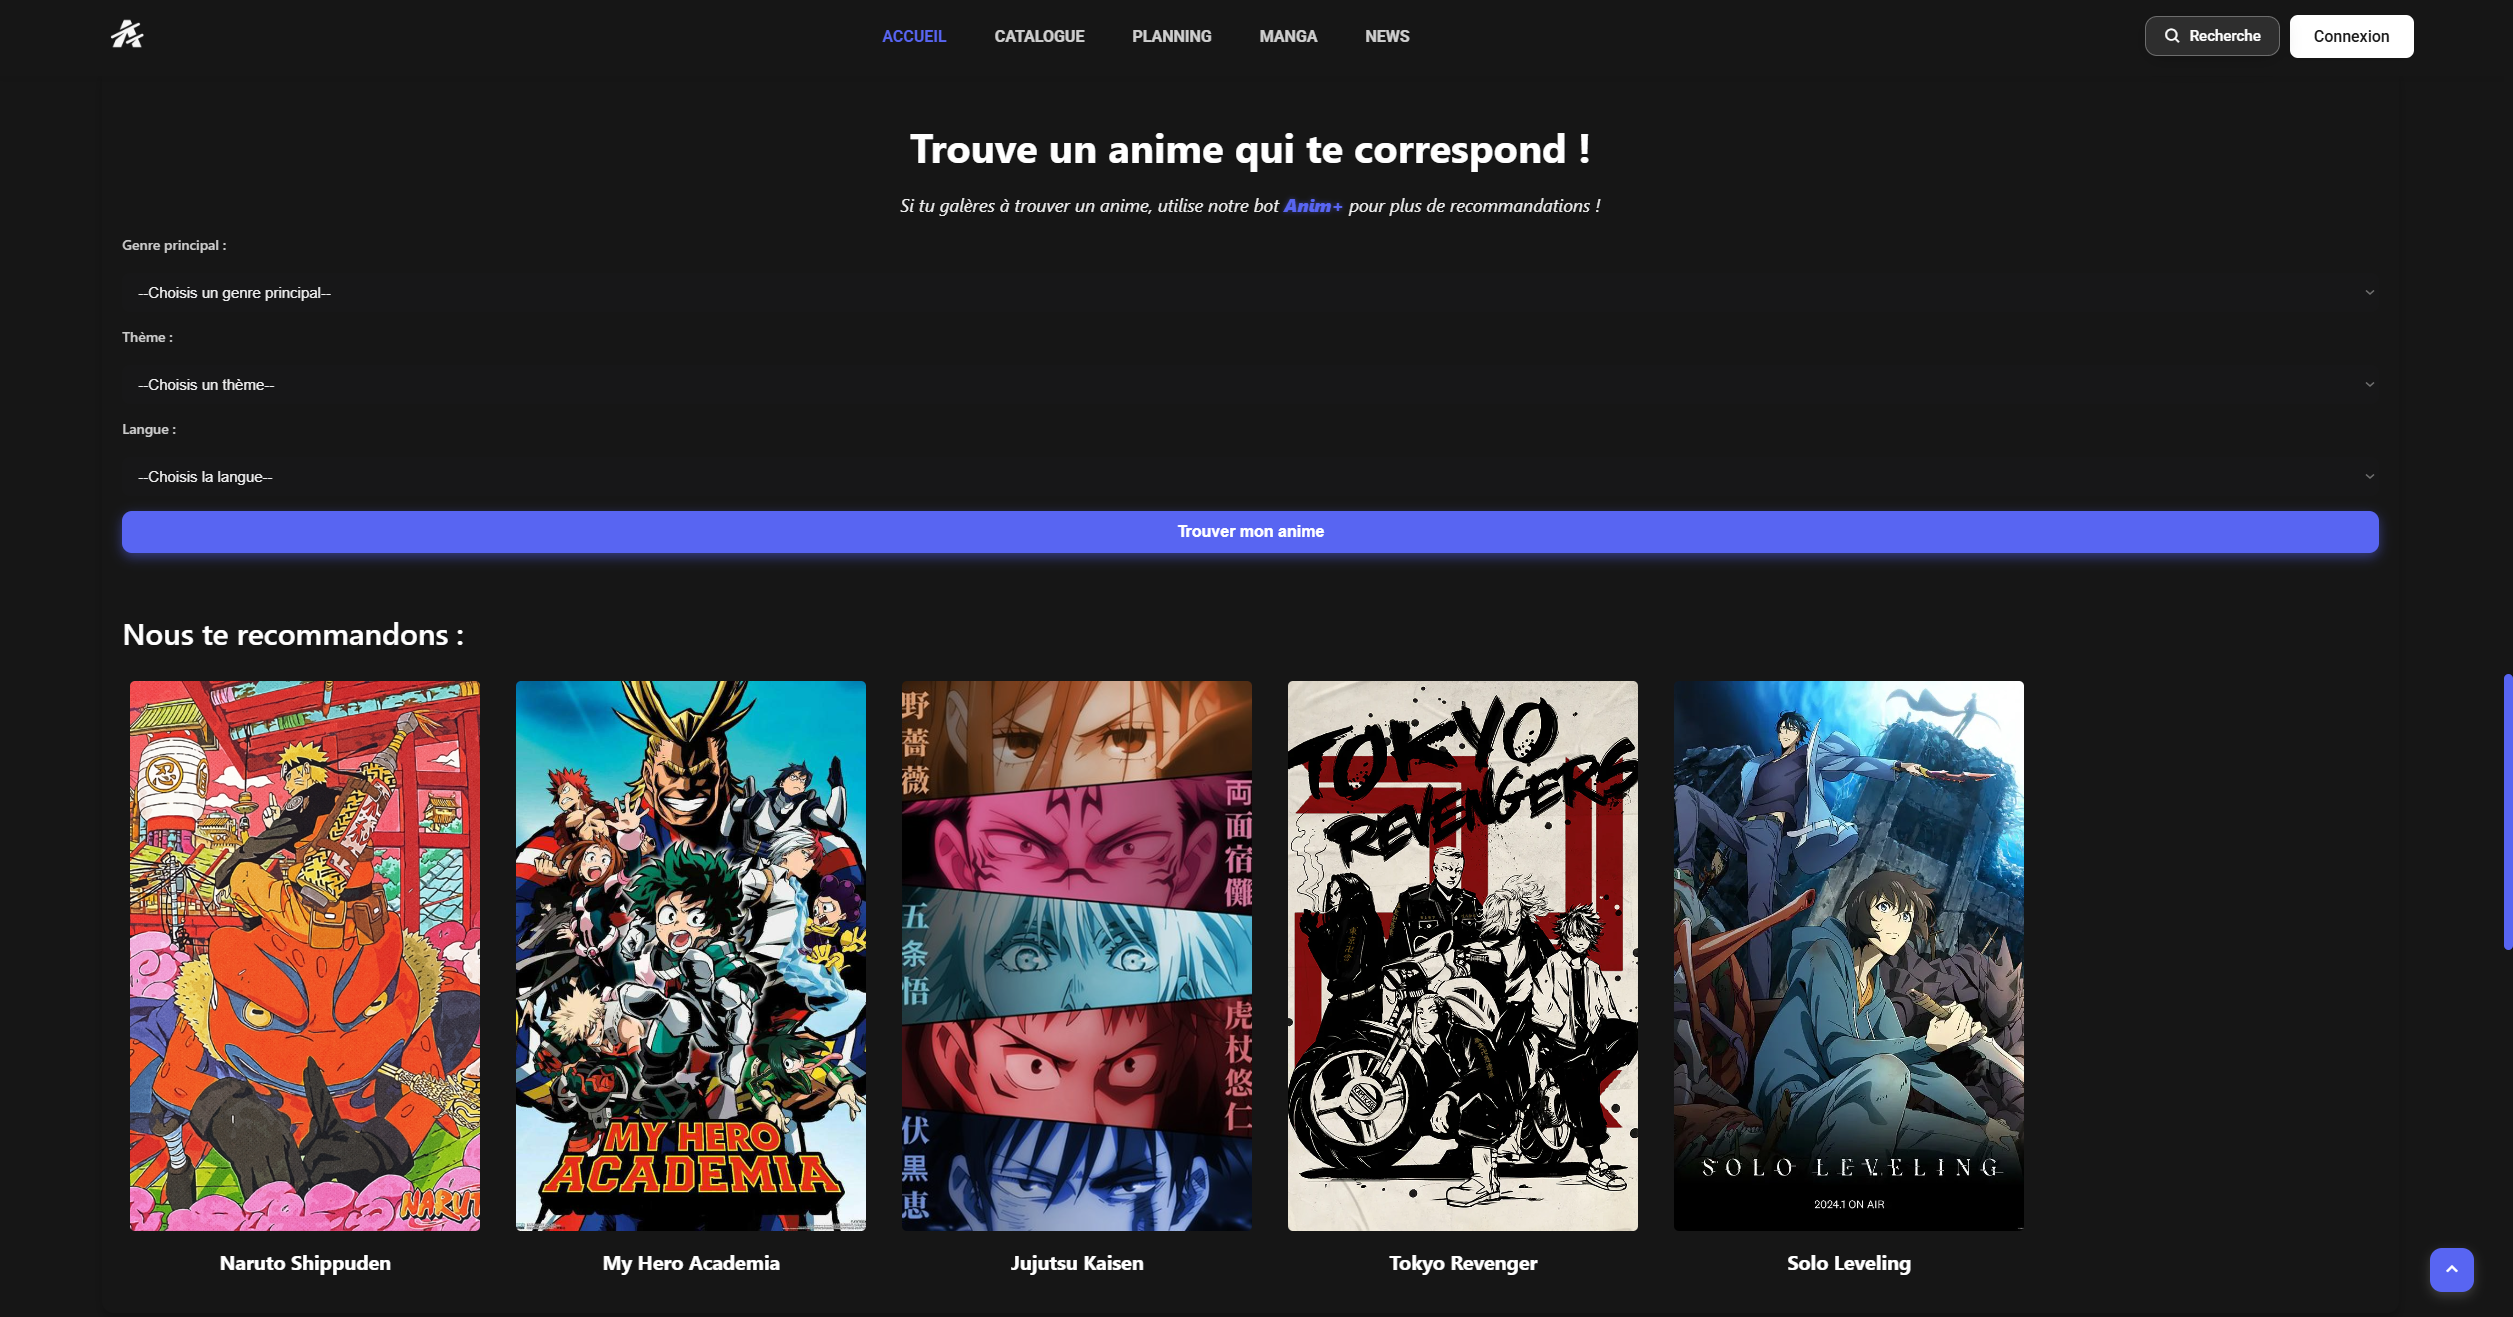 ACCUEIL
CATALOGUE
PLANNING
MANGA
NEWS
Recherche
Connexion
Trouve un anime qui te correspond !
Si tu galères à trouver un anime, utilise notre bot Anim+ pour plus de recommandations !
Genre principal :
--Choisis un genre principal--
Thème :
--Choisis un thème--
Langue :
--Choisis la langue--
Trouver mon anime
Nous te recommandons :
忍
NARUT
MY HERO
ACADEMIA
野薔薇
両面宿儺
五条悟
虎杖悠仁
伏黒恵
TOKYO
REVENGERS
SOLO LEVELING
2024.1 ON AIR
Naruto Shippuden
My Hero Academia
Jujutsu Kaisen
Tokyo Revenger
Solo Leveling